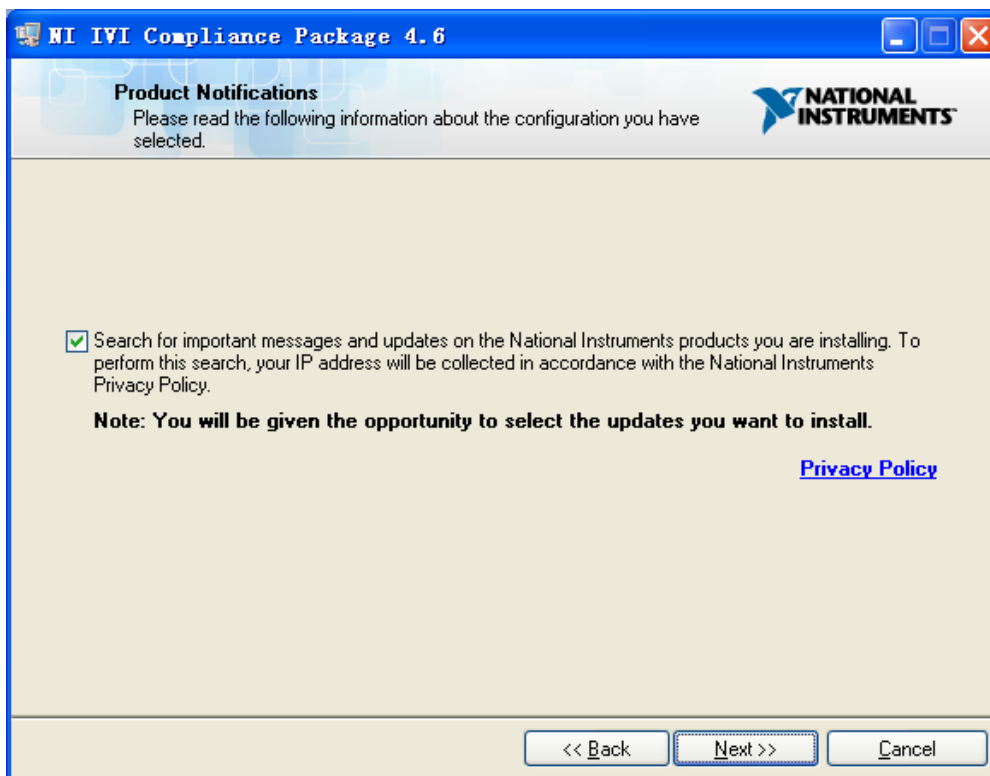 NI IVI Compliance Package 4.6
Product Notifications
Please read the following information about the configuration you have
selected.
NATIONAL
INSTRUMENTS™
Search for important messages and updates on the National Instruments products you are installing. To
perform this search, your IP address will be collected in accordance with the National Instruments
Privacy Policy.
Note: You will be given the opportunity to select the updates you want to install.
Privacy Policy
<< Back
Next >>
Cancel